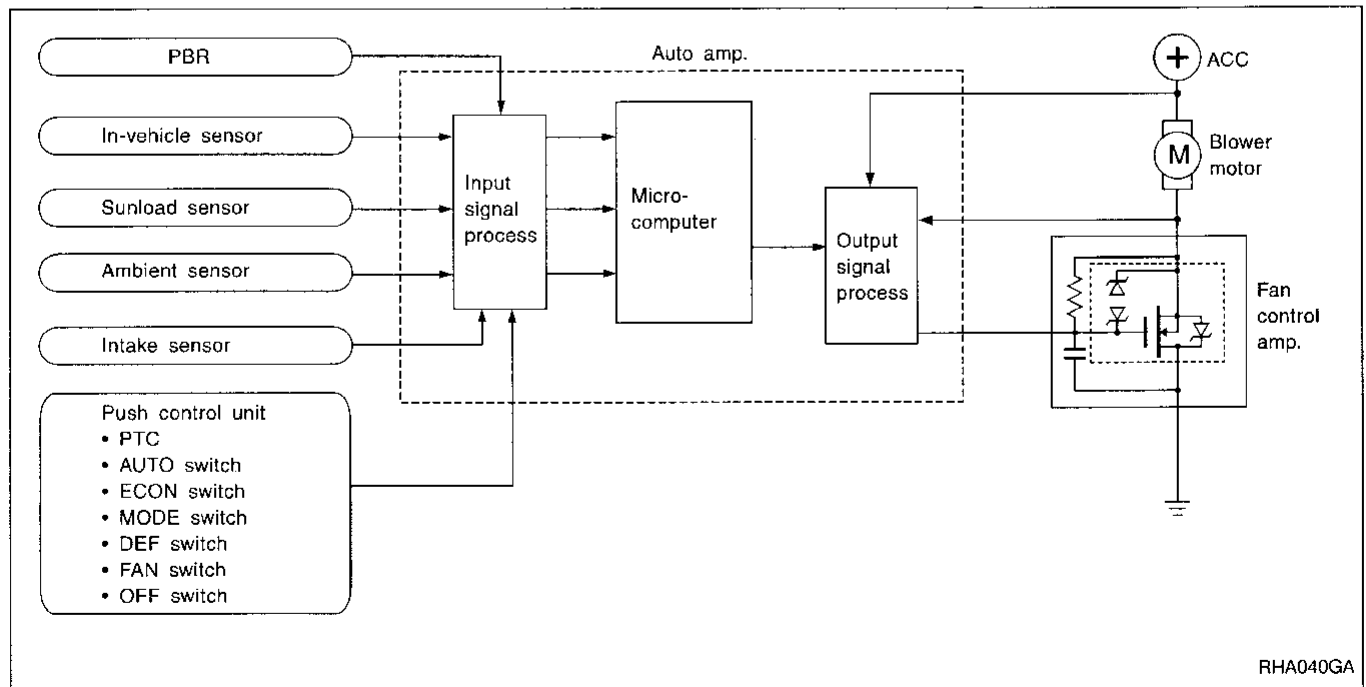 PBR
In-vehicle sensor
Sunload sensor
Ambient sensor
Intake sensor
Push control unit
• PTC
• AUTO switch
• ECON switch
• MODE switch
• DEF switch
• FAN switch
• OFF switch
Auto amp.
Input
signal
process
Micro-
computer
Output
signal
process
+
ACC
M
Blower
motor
Fan
control
amp.
RHA040GA